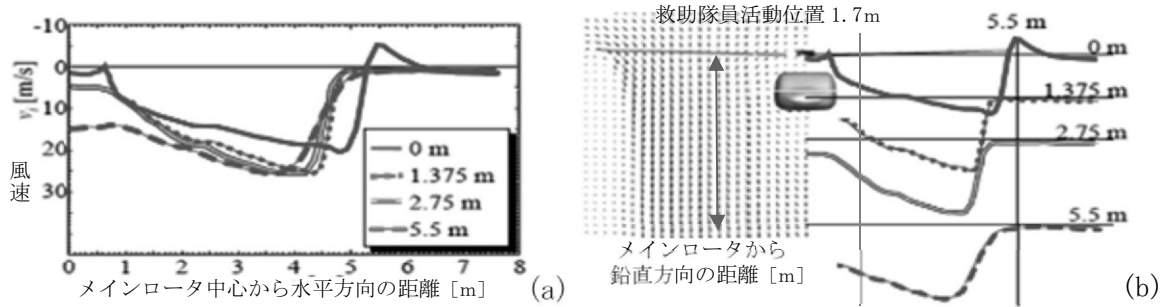 -10
0
10
20
30
v_i [m/s]
風速
0 m
1.375 m
2.75 m
5.5 m
0 1 2 3 4 5 6 7 8
メインロータ中心から水平方向の距離 [m]
(a)
救助隊員活動位置 1.7m
5.5 m
0 m
1.375 m
2.75 m
5.5 m
メインロータから
鉛直方向の距離 [m]
(b)